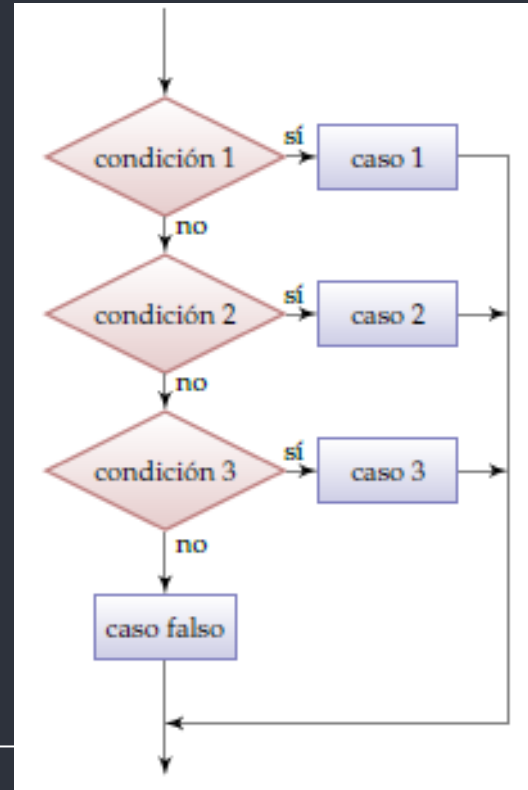 condición 1
sí
caso 1
no
condición 2
sí
caso 2
no
condición 3
sí
caso 3
no
caso falso